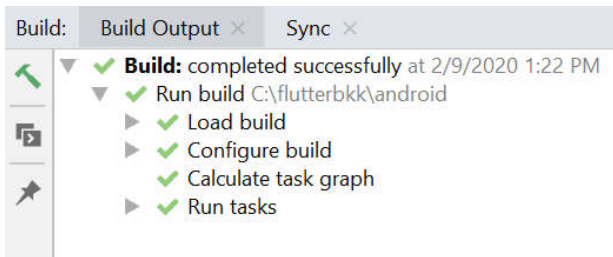 Build: Build Output × Sync ×
Build: completed successfully at 2/9/2020 1:22 PM
Run build C:\flutterbkk\android
Load build
Configure build
Calculate task graph
Run tasks